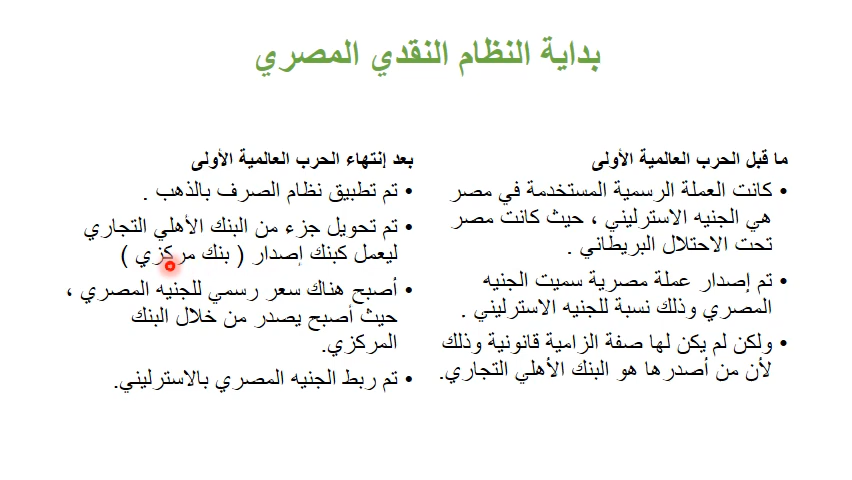 بداية النظام النقدي المصري
ما قبل الحرب العالمية الأولى
• كانت العملة الرسمية المستخدمة في مصر
هي الجنيه الاسترليني ، حيث كانت مصر
تحت الاحتلال البريطاني .
• تم إصدار عملة مصرية سميت الجنيه
المصري وذلك نسبة للجنيه الاسترليني .
• ولكن لم يكن لها صفة الزامية قانونية وذلك
لأن من أصدرها هو البنك الأهلي التجاري.
بعد إنتهاء الحرب العالمية الأولى
• تم تطبيق نظام الصرف بالذهب .
• تم تحويل جزء من البنك الأهلي التجاري
ليعمل كبنك إصدار ( بنك مركزي )
• أصبح هناك سعر رسمي للجنيه المصري ،
حيث أصبح يصدر من خلال البنك
المركزي.
• تم ربط الجنيه المصري بالاسترليني.